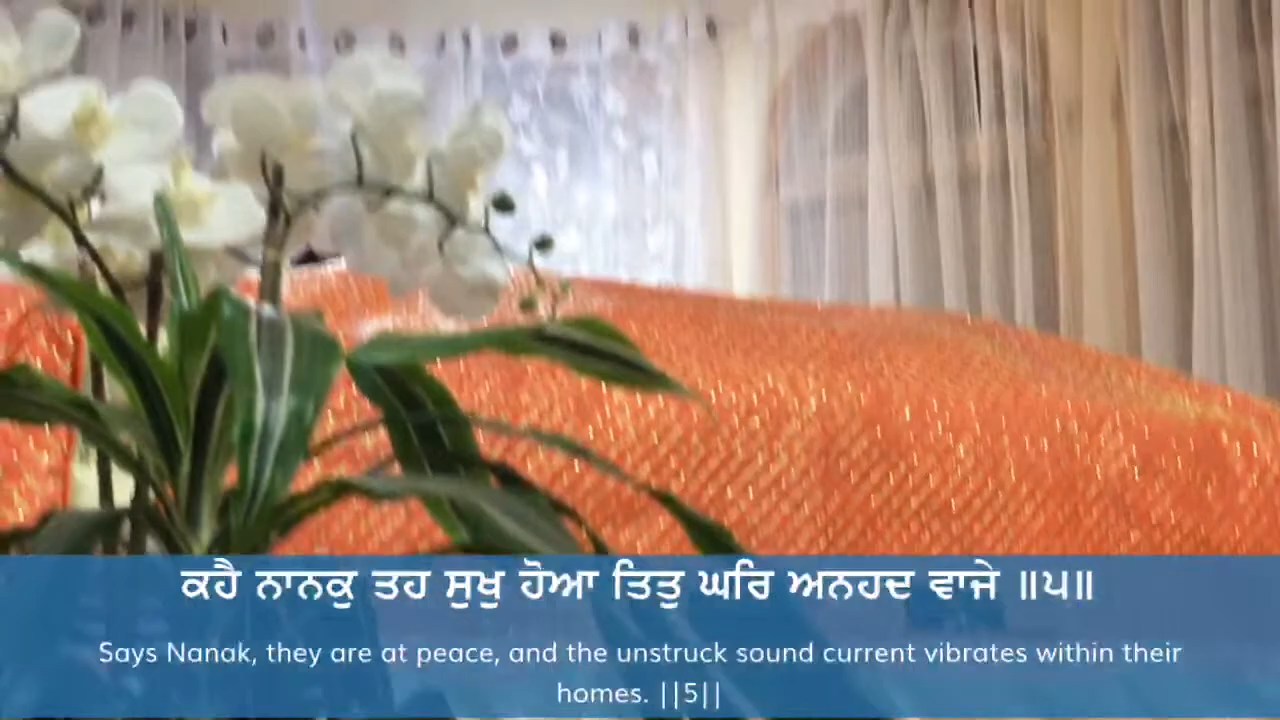 ਕਹੈ ਨਾਨਕੁ ਤਹ ਸੁਖੁ ਹੋਆ ਤਿਤੁ ਘਰਿ ਅਨਹਦ ਵਾਜੇ ॥੫॥
Says Nanak, they are at peace, and the unstruck sound current vibrates within their
homes. ||5||